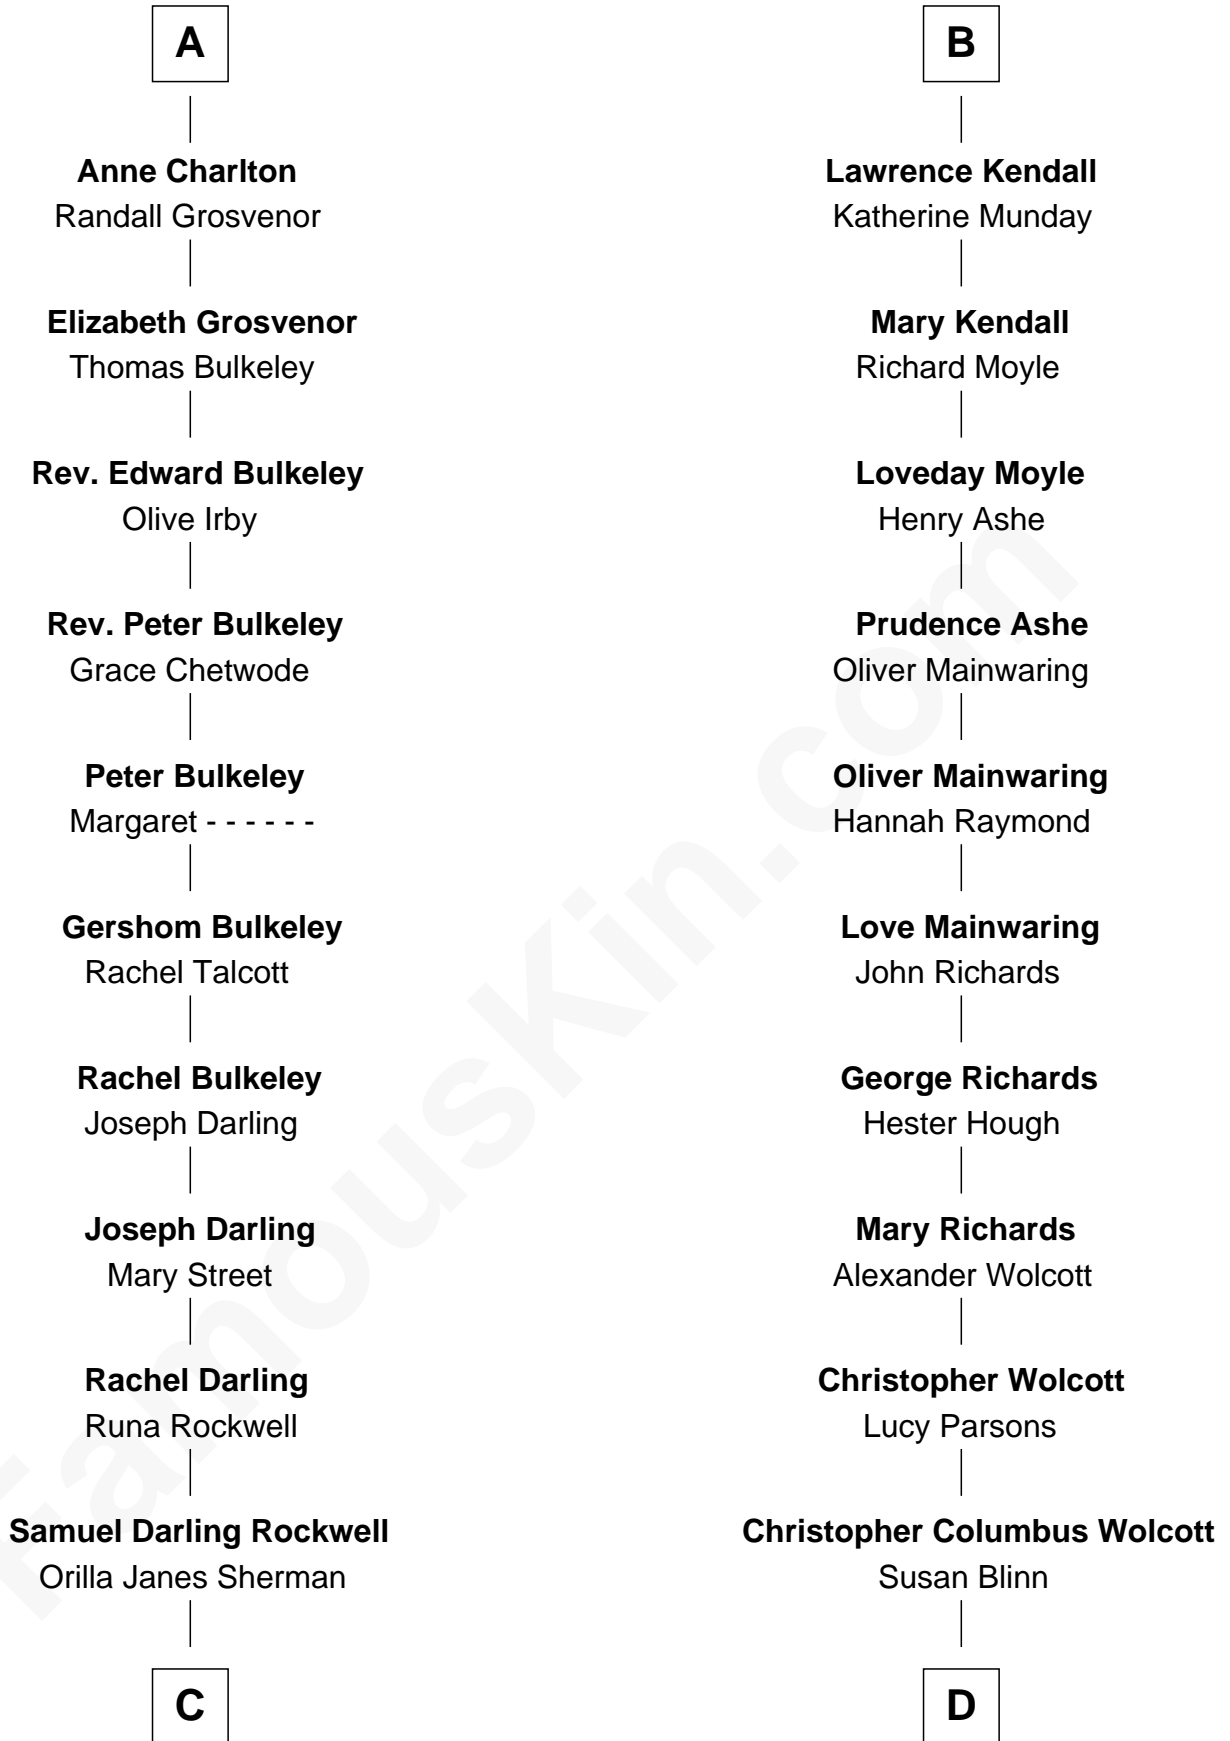 A
Anne Charlton
Randall Grosvenor
Elizabeth Grosvenor
Thomas Bulkeley
Rev. Edward Bulkeley
Olive Irby
Rev. Peter Bulkeley
Grace Chetwode
Peter Bulkeley
Margaret - - - - - -
Gershom Bulkeley
Rachel Talcott
Rachel Bulkeley
Joseph Darling
Joseph Darling
Mary Street
Rachel Darling
Runa Rockwell
Samuel Darling Rockwell
Orilla Janes Sherman
C
B
Lawrence Kendall
Katherine Munday
Mary Kendall
Richard Moyle
Loveday Moyle
Henry Ashe
Prudence Ashe
Oliver Mainwaring
Oliver Mainwaring
Hannah Raymond
Love Mainwaring
John Richards
George Richards
Hester Hough
Mary Richards
Alexander Wolcott
Christopher Wolcott
Lucy Parsons
Christopher Columbus Wolcott
Susan Blinn
D
FamousKin.com